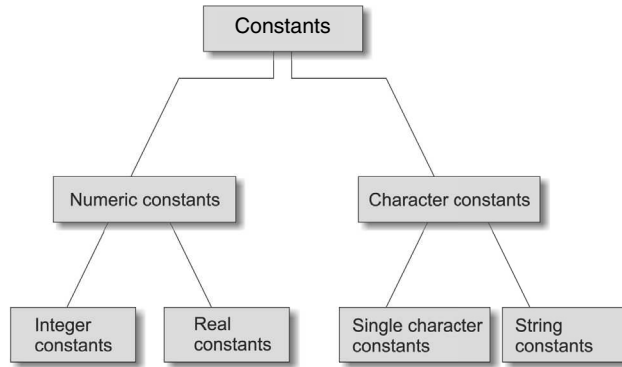 Constants
Numeric constants
Character constants
Integer
constants
Real
constants
Single character
constants
String
constants